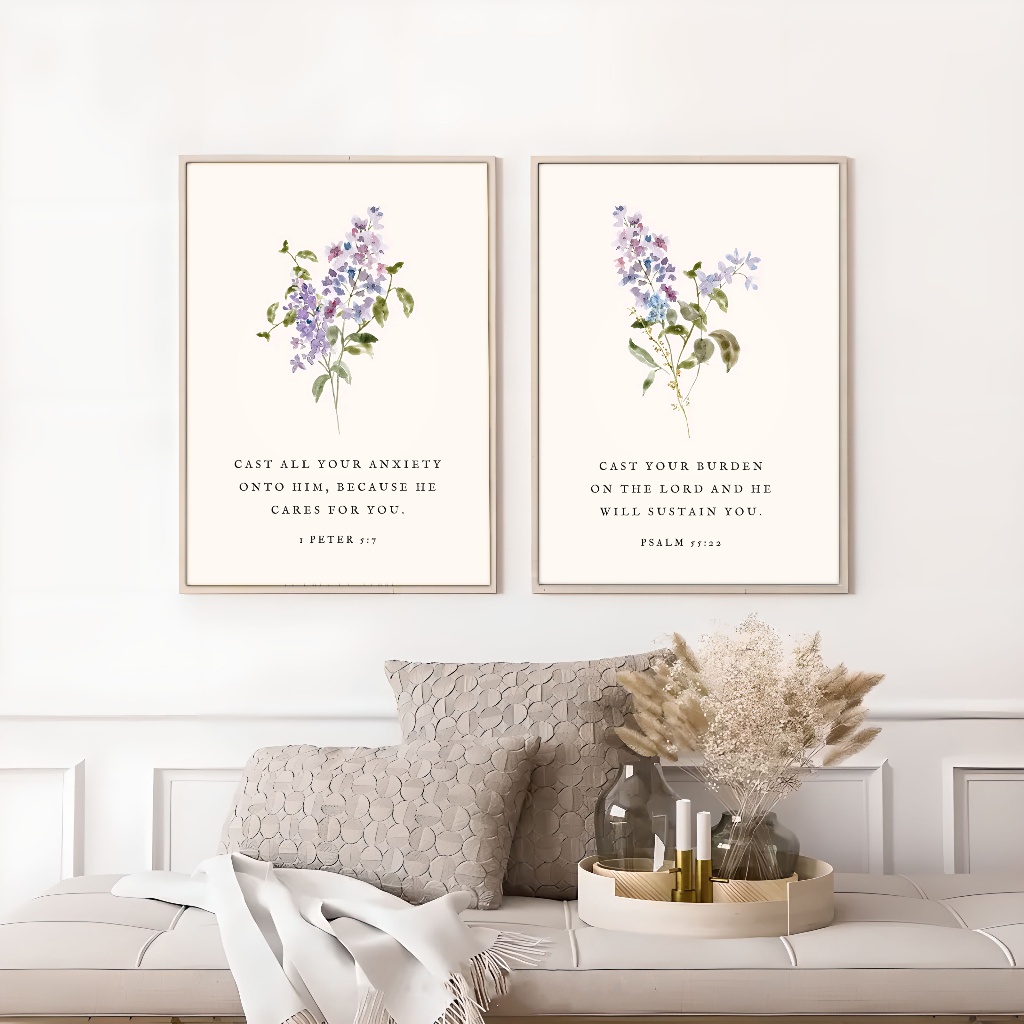 CAST ALL YOUR ANXIETY
ONTO HIM, BECAUSE HE
CARES FOR YOU.
1 PETER 5:7
CAST YOUR BURDEN
ON THE LORD AND HE
WILL SUSTAIN YOU.
PSALM 55:22